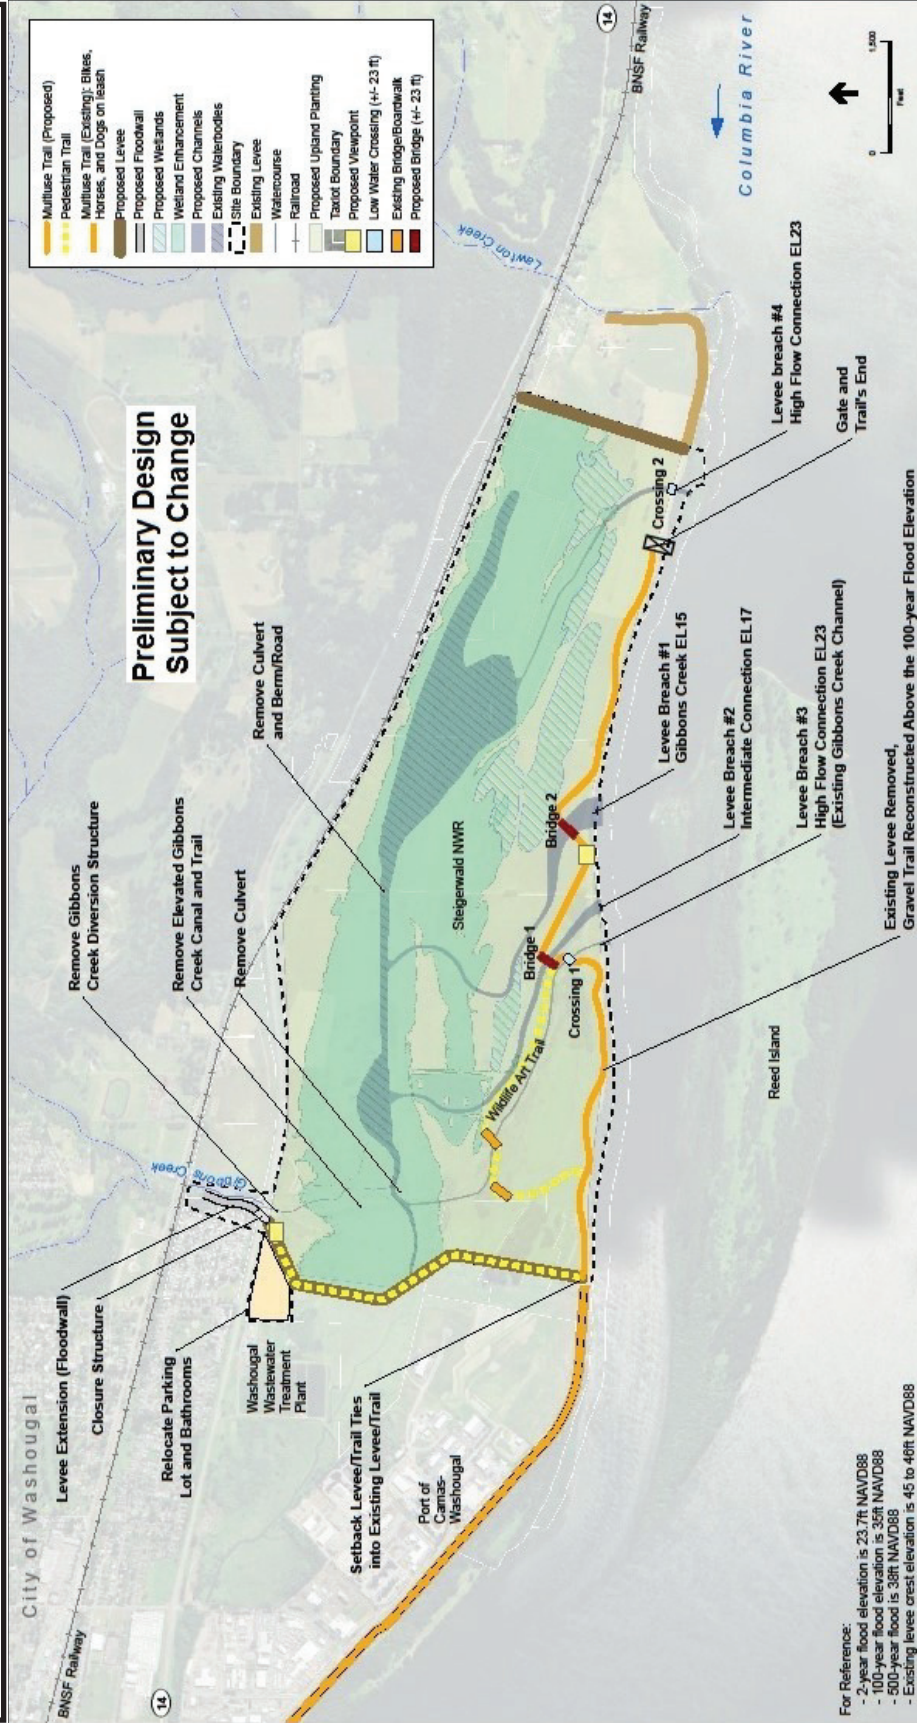 Preliminary Design
Subject to Change
City of Washougal
BNSF Railway
14
Levee Extension (Floodwall)
Closure Structure
Relocate Parking
Lot and Bathrooms
Washougal
Wastewater
Treatment
Plant
Setback Levee/Trail Ties
into Existing Levee/Trail
Port of
Camas-
Washougal
Remove Gibbons
Creek Diversion Structure
Remove Elevated Gibbons
Creek Canal and Trail
Remove Culvert
Gibbons Creek
Remove Culvert
and Berm/Road
Steigerwald NWR
Wildlife Art Trail
Bridge 1
Crossing 1
Bridge 2
Crossing 2
Reed Island
Lawton Creek
14
BNSF Railway
Columbia River
Levee Breach #1
Gibbons Creek EL15
Levee Breach #2
Intermediate Connection EL17
Levee Breach #3
High Flow Connection EL23
(Existing Gibbons Creek Channel)
Levee breach #4
High Flow Connection EL23
Gate and
Trail's End
Existing Levee Removed,
Gravel Trail Reconstructed Above the 100-year Flood Elevation
Multiuse Trail (Proposed)
Pedestrian Trail
Multiuse Trail (Existing): Bikes,
Horses, and Dogs on leash
Proposed Levee
Proposed Floodwall
Proposed Wetlands
Wetland Enhancement
Proposed Channels
Existing Waterbodies
Site Boundary
Existing Levee
Watercourse
Railroad
Proposed Upland Planting
Taxlot Boundary
Proposed Viewpoint
Low Water Crossing (+/- 23 ft)
Existing Bridge/Boardwalk
Proposed Bridge (+/- 23 ft)
0 1,500
Feet
For Reference:
- 2-year flood elevation is 23.7ft NAVD88
- 100-year flood elevation is 35ft NAVD88
- 500-year flood is 38ft NAVD88
- Existing levee crest elevation is 45 to 46ft NAVD88